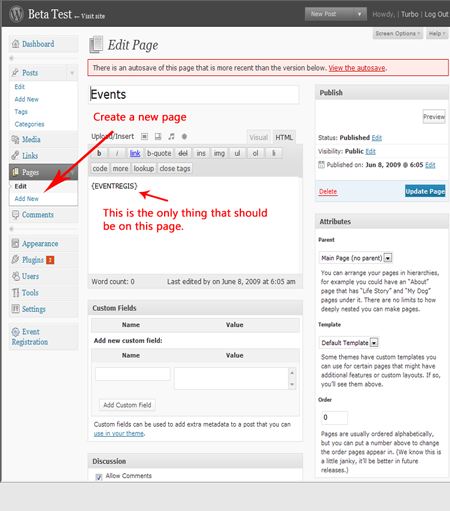 Beta Test ← Visit site
New Post
Howdy, | Turbo | Log Out
Screen Options
Help
Dashboard
Posts
Edit
Add New
Tags
Categories
Media
Links
Pages
Edit
Add New
Comments
Appearance
Plugins 2
Users
Tools
Settings
Event
Registration
Edit Page
There is an autosave of this page that is more recent than the version below. View the autosave.
Events
Create a new page
Upload/Insert
Visual
HTML
b i link b-quote del ins img ul ol li
code more lookup close tags
{EVENTREGIS}
This is the only thing that should
be on this page.
Word count: 0
Last edited by on June 8, 2009 at 6:05 am
Custom Fields
Name Value
Add new custom field:
Name Value
Add Custom Field
Custom fields can be used to add extra metadata to a post that you can
use in your theme.
Discussion
Allow Comments
Publish
Preview
Status: Published Edit
Visibility: Public Edit
Published on: Jun 8, 2009 @ 6:05 Edit
Delete
Update Page
Attributes
Parent
Main Page (no parent)
You can arrange your pages in hierarchies,
for example you could have an “About”
page that has “Life Story” and “My Dog”
pages under it. There are no limits to how
deeply nested you can make pages.
Template
Default Template
Some themes have custom templates you
can use for certain pages that might have
additional features or custom layouts. If so,
you'll see them above.
Order
0
Pages are usually ordered alphabetically,
but you can put a number above to change
the order pages appear in. (We know this is
a little janky, it'll be better in future
releases.)